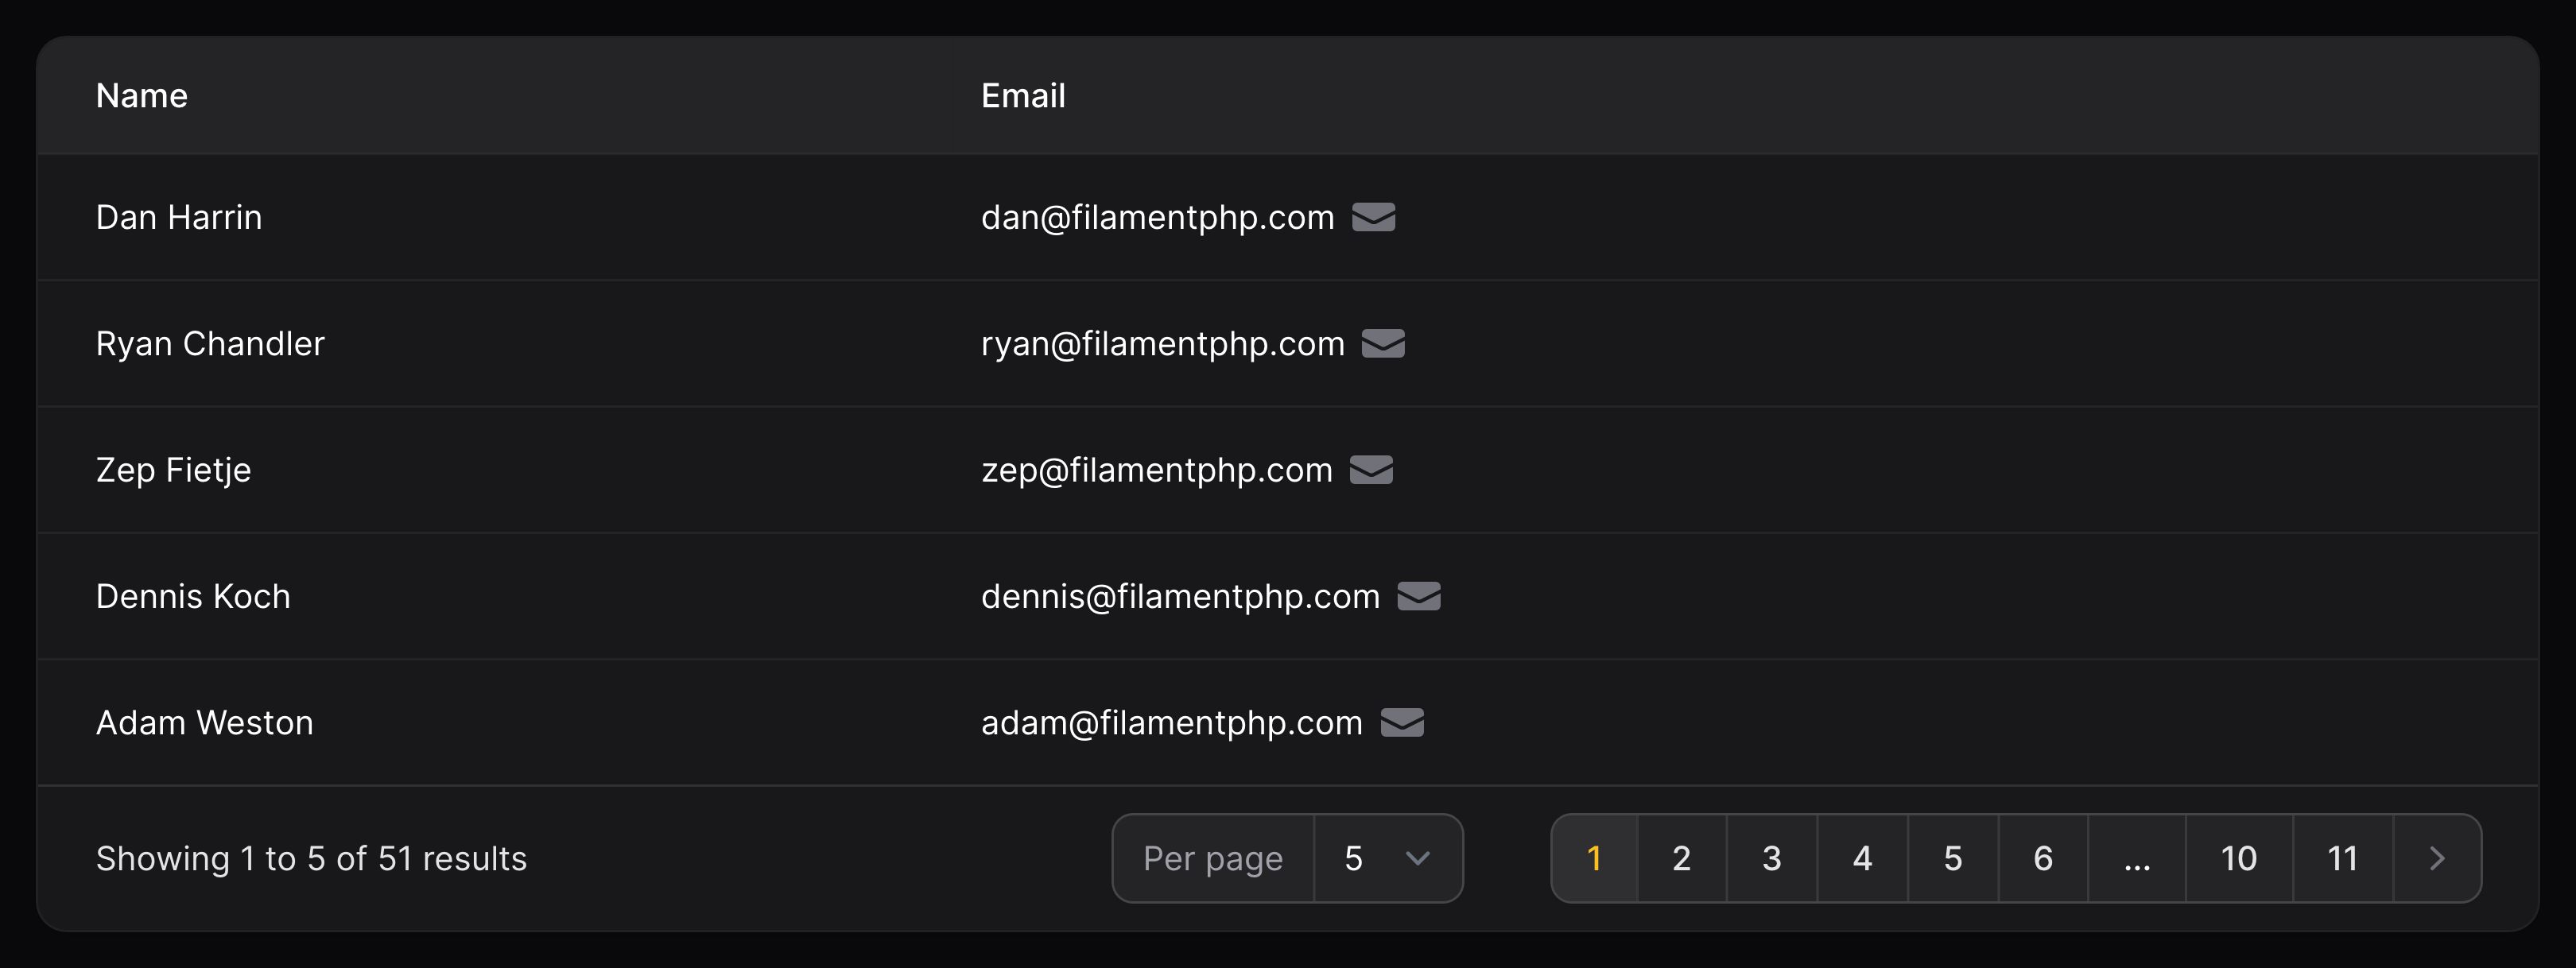 Name Email
Dan Harrin dan@filamentphp.com
Ryan Chandler ryan@filamentphp.com
Zep Fietje zep@filamentphp.com
Dennis Koch dennis@filamentphp.com
Adam Weston adam@filamentphp.com
Showing 1 to 5 of 51 results Per page 5 1 2 3 4 5 6 ... 10 11